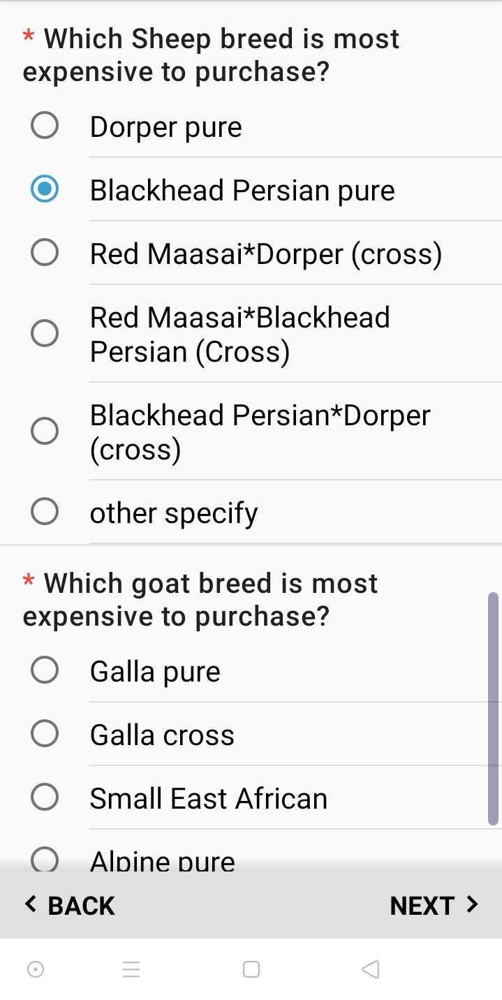 * Which Sheep breed is most
expensive to purchase?
Dorper pure
Blackhead Persian pure
Red Maasai*Dorper (cross)
Red Maasai*Blackhead
Persian (Cross)
Blackhead Persian*Dorper
(cross)
other specify
* Which goat breed is most
expensive to purchase?
Galla pure
Galla cross
Small East African
Alpine pure
BACK
NEXT